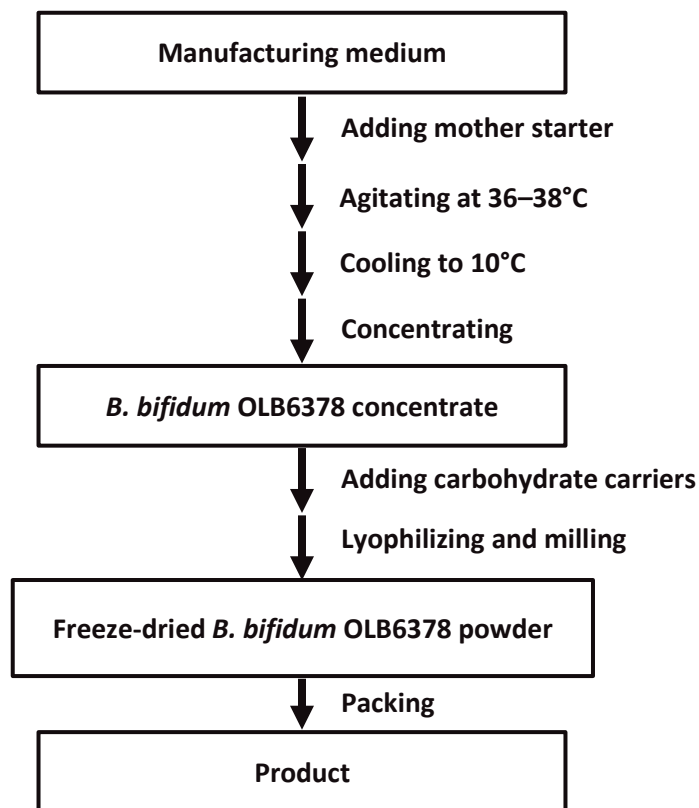 Manufacturing medium
Adding mother starter
Agitating at 36–38°C
Cooling to 10°C
Concentrating
B. bifidum OLB6378 concentrate
Adding carbohydrate carriers
Lyophilizing and milling
Freeze-dried B. bifidum OLB6378 powder
Packing
Product